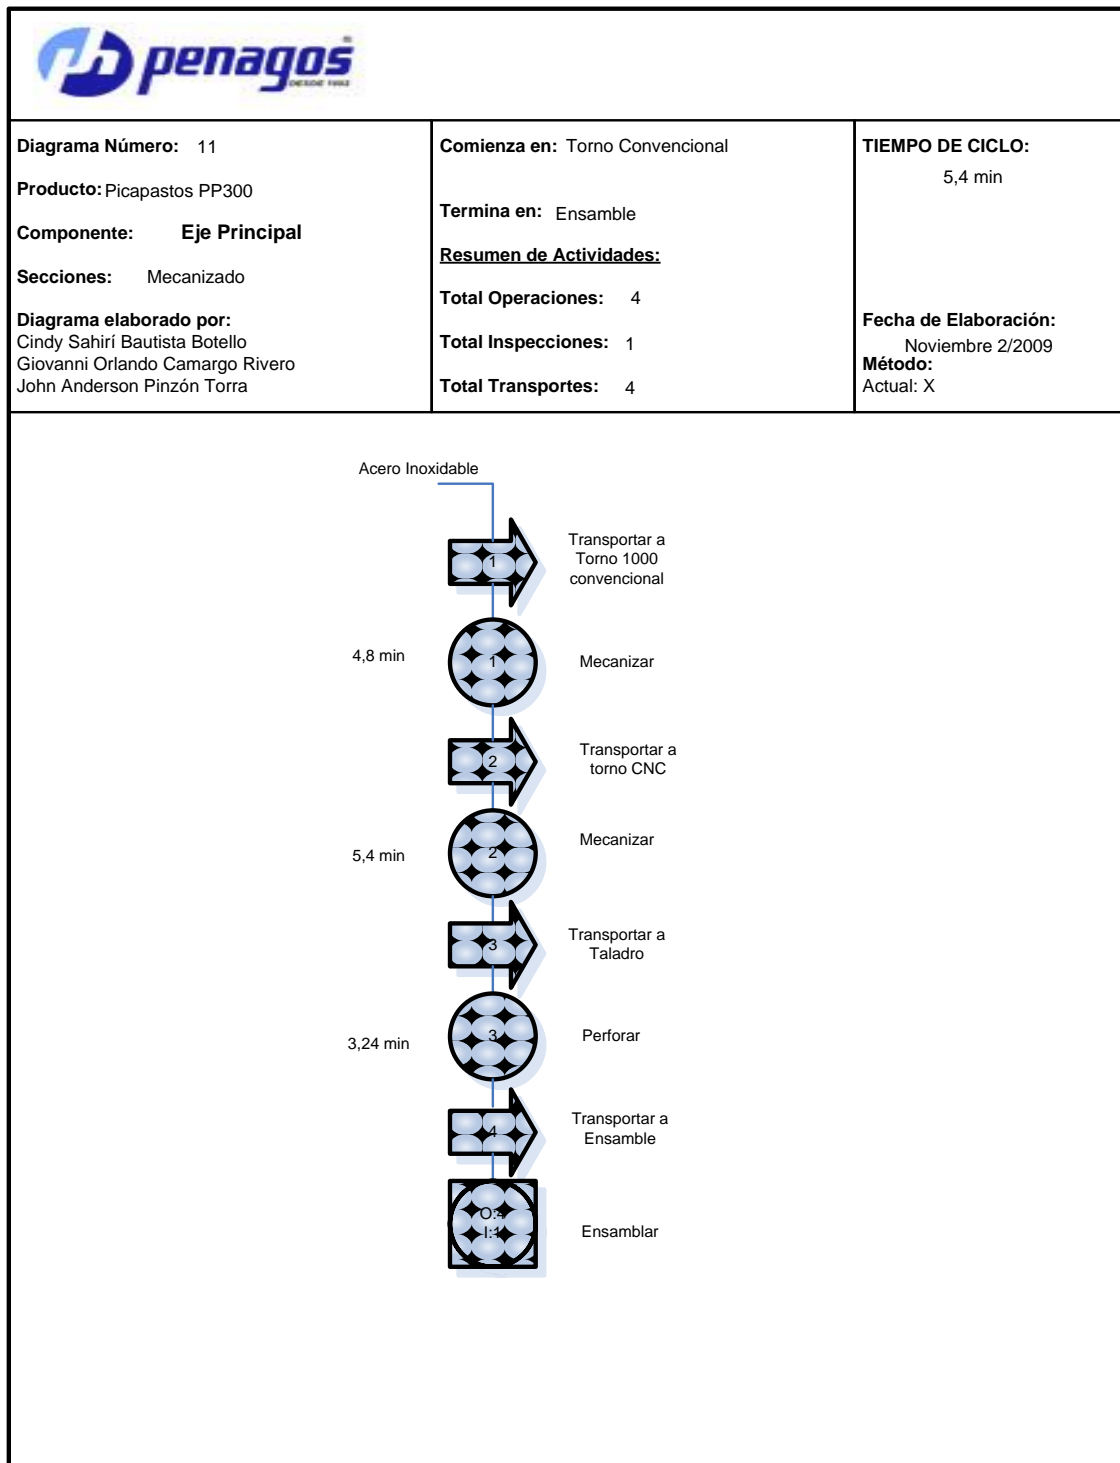 penagos
DESDE 1892
Diagrama Número: 11
Producto: Picapastos PP300
Componente: Eje Principal
Secciones: Mecanizado
Diagrama elaborado por:
Cindy Sahirí Bautista Botello
Giovanni Orlando Camargo Rivero
John Anderson Pinzón Torra
Comienza en: Torno Convencional
Termina en: Ensamble
Resumen de Actividades:
Total Operaciones: 4
Total Inspecciones: 1
Total Transportes: 4
TIEMPO DE CICLO:
5,4 min
Fecha de Elaboración:
Noviembre 2/2009
Método:
Actual: X
Acero Inoxidable
1
Transportar a
Torno 1000
convencional
4,8 min
1
Mecanizar
2
Transportar a
torno CNC
5,4 min
2
Mecanizar
3
Transportar a
Taladro
3,24 min
3
Perforar
4
Transportar a
Ensamble
O:4
I:1
Ensamblar